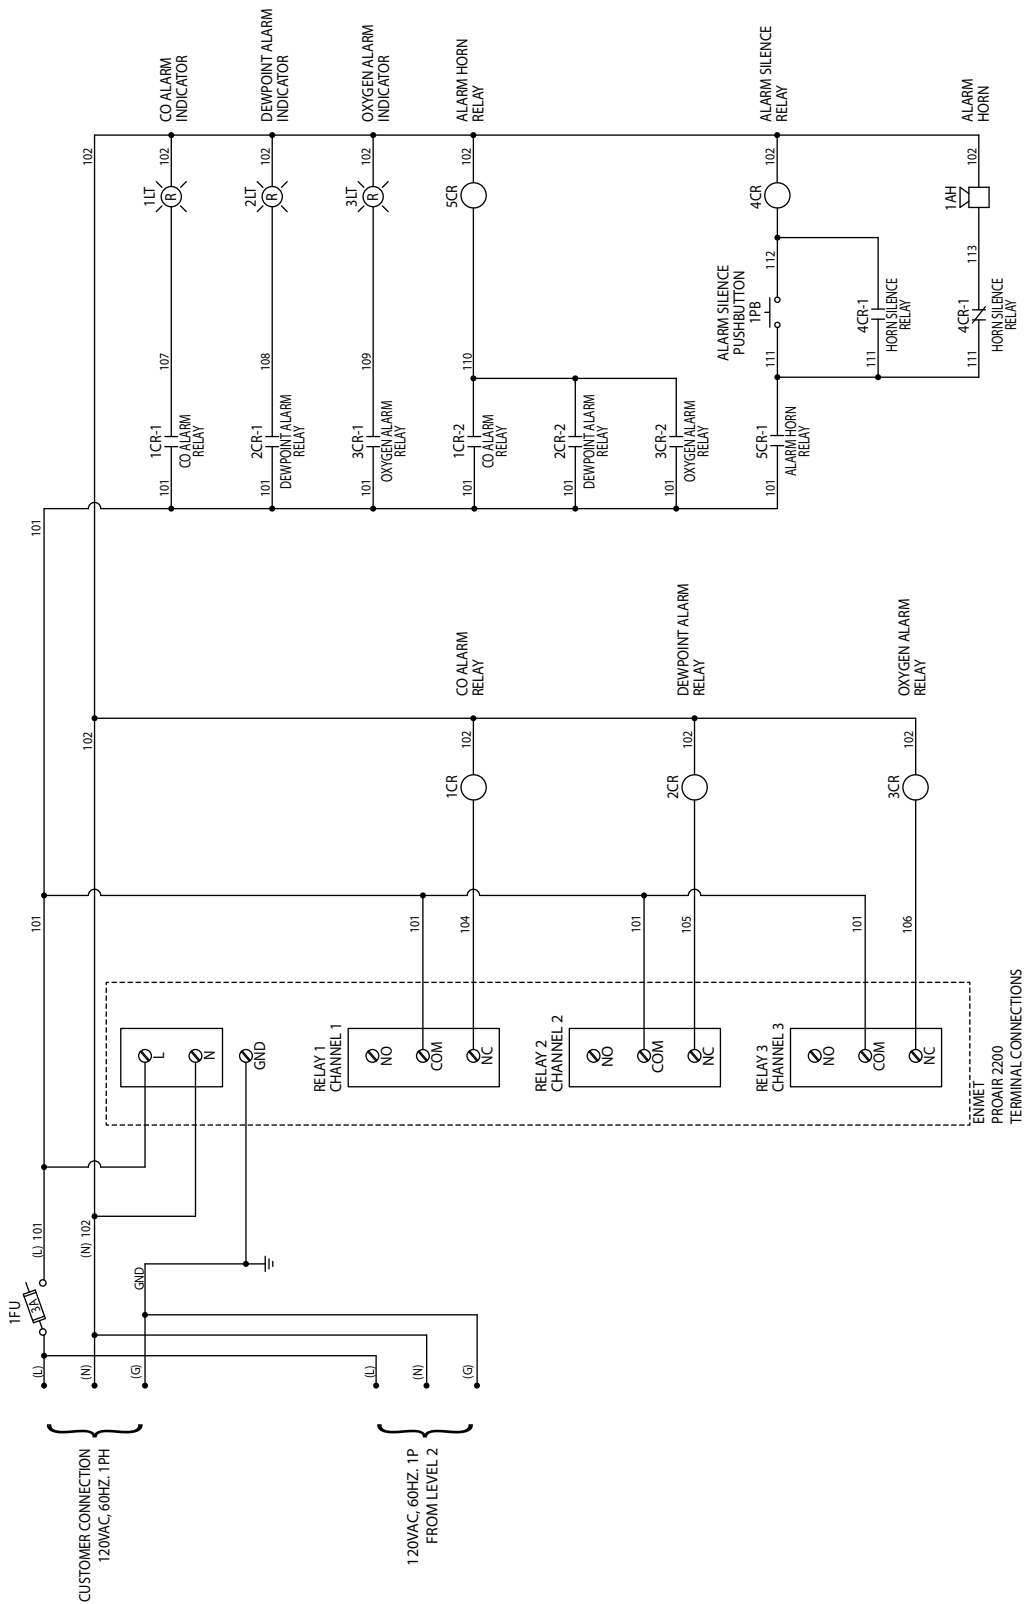 CUSTOMER CONNECTION
120VAC, 60HZ. 1PH
(L)
(N)
(G)
1FU
3A
(L) 101
(N) 102
GND
120VAC, 60HZ. 1P
FROM LEVEL 2
(L)
(N)
(G)
L
N
GND
RELAY 1
CHANNEL 1
NO
COM
NC
RELAY 2
CHANNEL 2
NO
COM
NC
RELAY 3
CHANNEL 3
NO
COM
NC
ENMET
PROAIR 2200
TERMINAL CONNECTIONS
101
102
101
104
1CR
102
CO ALARM
RELAY
101
105
2CR
102
DEWPOINT ALARM
RELAY
101
106
3CR
102
OXYGEN ALARM
RELAY
101
102
101
1CR-1
CO ALARM
RELAY
107
1LT
R
102
CO ALARM
INDICATOR
101
2CR-1
DEWPOINT ALARM
RELAY
108
2LT
R
102
DEWPOINT ALARM
INDICATOR
101
3CR-1
OXYGEN ALARM
RELAY
109
3LT
R
102
OXYGEN ALARM
INDICATOR
101
1CR-2
CO ALARM
RELAY
110
5CR
102
ALARM HORN
RELAY
101
2CR-2
DEWPOINT ALARM
RELAY
101
3CR-2
OXYGEN ALARM
RELAY
101
5CR-1
ALARM HORN
RELAY
111
ALARM SILENCE
PUSHBUTTON
1PB
112
4CR
102
ALARM SILENCE
RELAY
111
4CR-1
HORN SILENCE
RELAY
111
4CR-1
HORN SILENCE
RELAY
113
1AH
102
ALARM
HORN